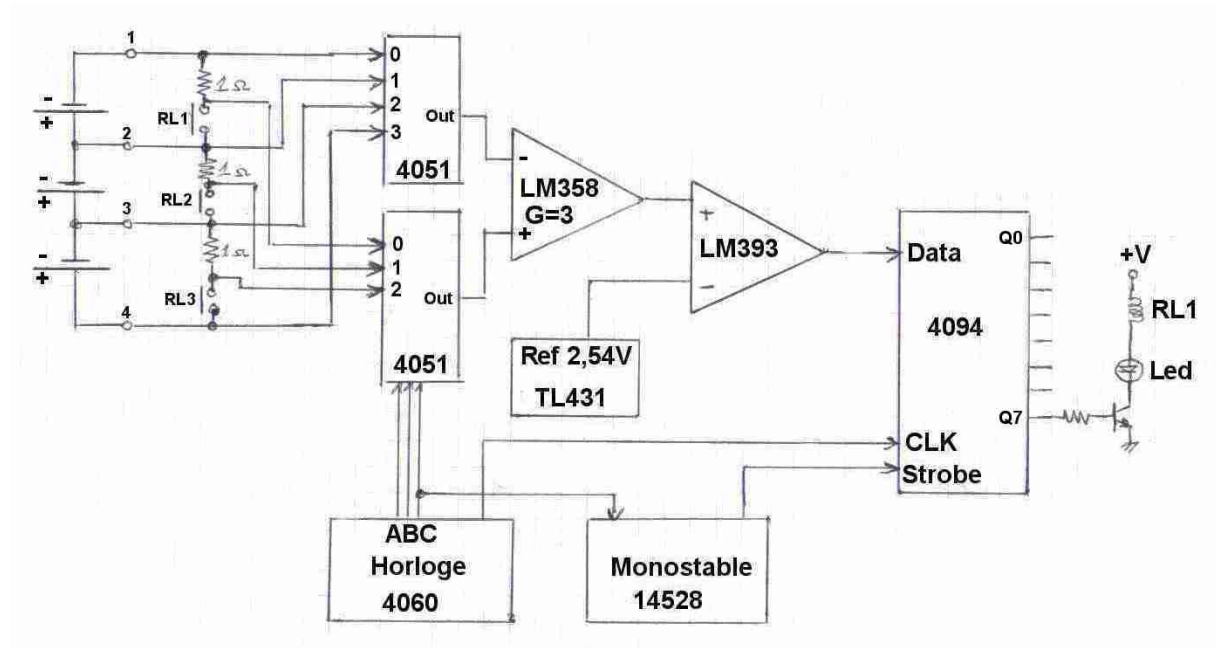 1
2
3
4
-
+
-
+
-
+
1Ω
RL1
1Ω
RL2
1Ω
RL3
0
1
2
3
Out
4051
0
1
2
Out
4051
-
LM358
G=3
+
+
LM393
-
Ref 2,54V
TL431
Data
Q0
4094
Q7
CLK
Strobe
+V
RL1
Led
ABC
Horloge
4060
Monostable
14528